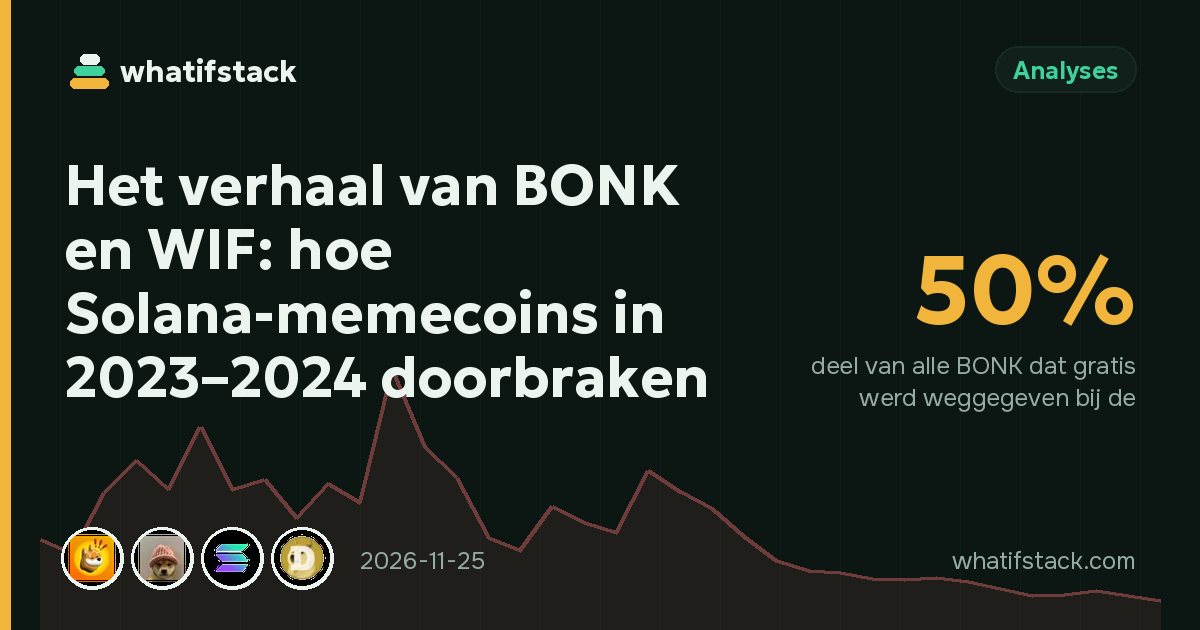 whatifstack
Analyses
Het verhaal van BONK
en WIF: hoe
Solana-memecoins in
2023–2024 doorbraken
50%
deel van alle BONK dat gratis
werd weggegeven bij de
2026-11-25
whatifstack.com